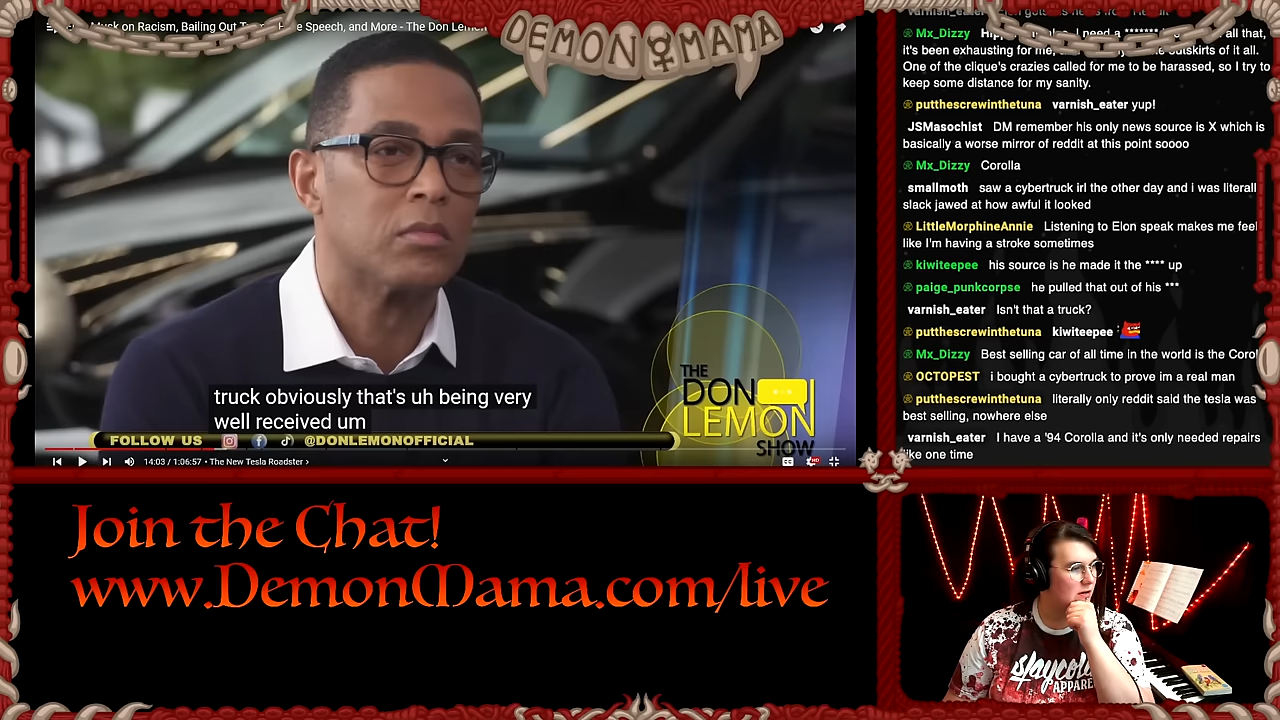 Musk on Racism, Bailing Out Speech, and More - The Don Lemon
DEMON MAMA
truck obviously that's uh being very
well received um
THE
DON
LEMON
SHOW
FOLLOW US @DONLEMONOFFICIAL
14:03 / 1:06:57 • The New Tesla Roadster ›
varnish_eater
Mx_Dizzy need a ******* all that,
it's been exhausting for me, outskirts of it all.
One of the clique's crazies called for me to be harassed, so I try to
keep some distance for my sanity.
putthescrewinthetuna varnish_eater yup!
JSMasochist DM remember his only news source is X which is
basically a worse mirror of reddit at this point soooo
Mx_Dizzy Corolla
smallmoth saw a cybertruck irl the other day and i was literall
slack jawed at how awful it looked
LittleMorphineAnnie Listening to Elon speak makes me feel
like I'm having a stroke sometimes
kiwiteepee his source is he made it the **** up
paige_punkcorpse he pulled that out of his ***
varnish_eater Isn't that a truck?
putthescrewinthetuna kiwiteepee
Mx_Dizzy Best selling car of all time in the world is the Corol
OCTOPEST i bought a cybertruck to prove im a real man
putthescrewinthetuna literally only reddit said the tesla was
best selling, nowhere else
varnish_eater I have a '94 Corolla and it's only needed repairs
like one time
Join the Chat!
www.DemonMama.com/live
slaycole
APPARE